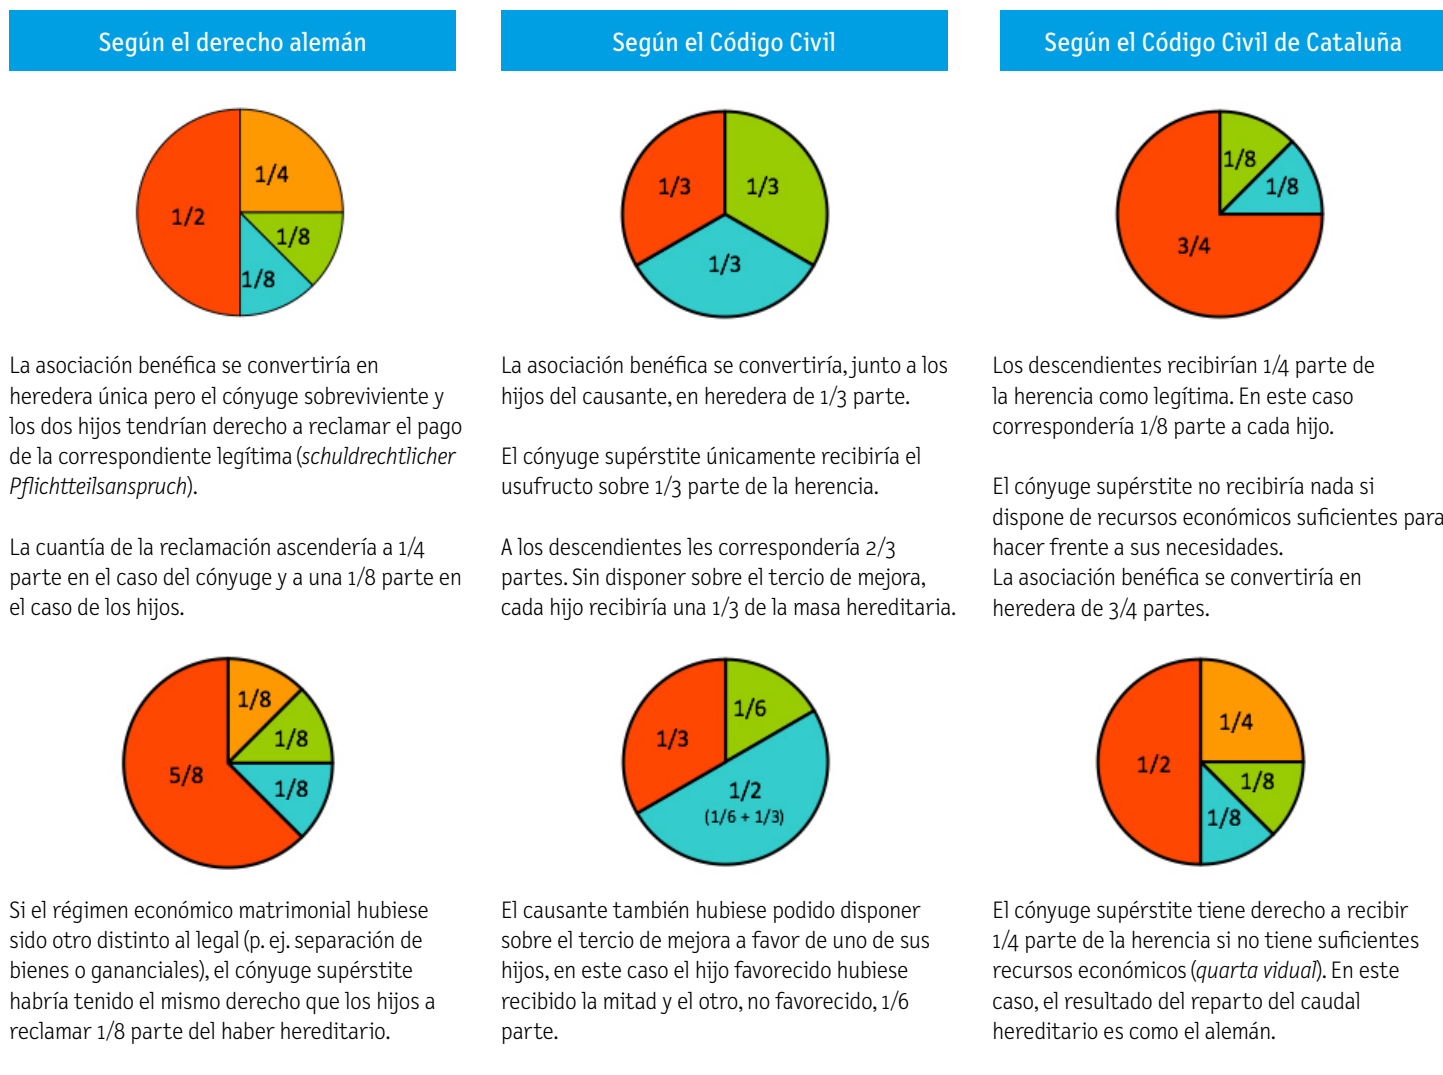 Según el derecho alemán
1/4
1/2
1/8
1/8
La asociación benéfica se convertiría en
heredera única pero el cónyuge sobreviviente y
los dos hijos tendrían derecho a reclamar el pago
de la correspondiente legítima (schuldrechtlicher
Pflichtteilsanspruch).
La cuantía de la reclamación ascendería a 1/4
parte en el caso del cónyuge y a una 1/8 parte en
el caso de los hijos.
1/8
1/8
5/8
1/8
Si el régimen económico matrimonial hubiese
sido otro distinto al legal (p. ej. separación de
bienes o gananciales), el cónyuge supérstite
habría tenido el mismo derecho que los hijos a
reclamar 1/8 parte del haber hereditario.
Según el Código Civil
1/3
1/3
1/3
La asociación benéfica se convertiría, junto a los
hijos del causante, en heredera de 1/3 parte.
El cónyuge supérstite únicamente recibiría el
usufructo sobre 1/3 parte de la herencia.
A los descendientes les correspondería 2/3
partes. Sin disponer sobre el tercio de mejora,
cada hijo recibiría una 1/3 de la masa hereditaria.
1/6
1/3
1/2
(1/6 + 1/3)
El causante también hubiese podido disponer
sobre el tercio de mejora a favor de uno de sus
hijos, en este caso el hijo favorecido hubiese
recibido la mitad y el otro, no favorecido, 1/6
parte.
Según el Código Civil de Cataluña
1/8
1/8
3/4
Los descendientes recibirían 1/4 parte de
la herencia como legítima. En este caso
correspondería 1/8 parte a cada hijo.
El cónyuge supérstite no recibiría nada si
dispone de recursos económicos suficientes para
hacer frente a sus necesidades.
La asociación benéfica se convertiría en
heredera de 3/4 partes.
1/4
1/2
1/8
1/8
El cónyuge supérstite tiene derecho a recibir
1/4 parte de la herencia si no tiene suficientes
recursos económicos (quarta vidual). En este
caso, el resultado del reparto del caudal
hereditario es como el alemán.